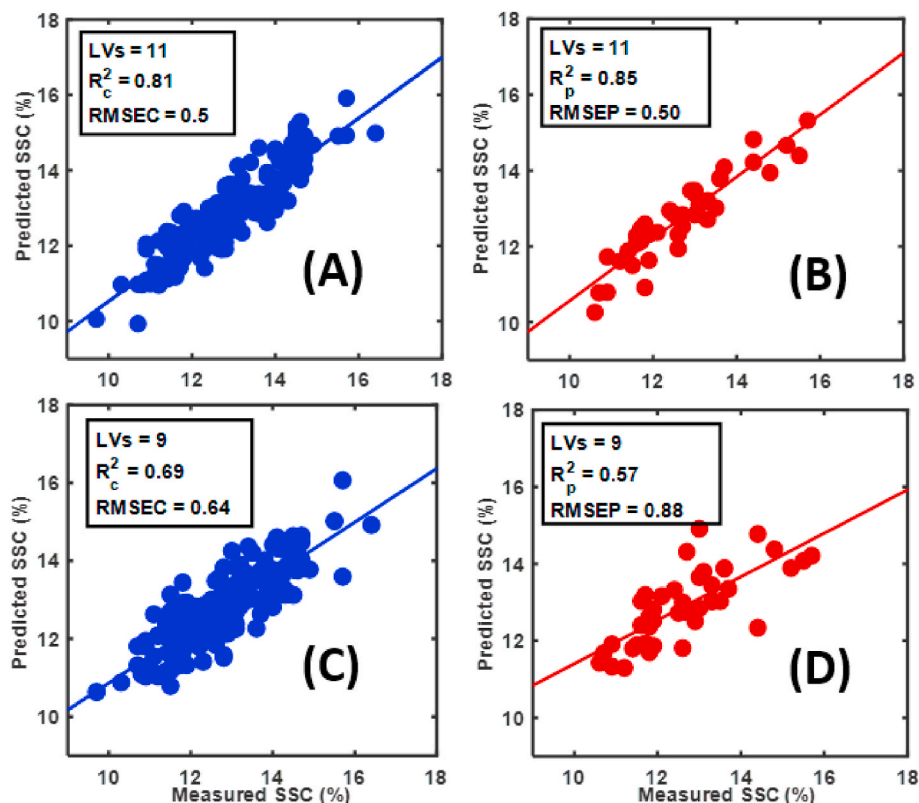 18
16
14
12
10
Predicted SSC (%)
LVs = 11
R²c = 0.81
RMSEC = 0.5
(A)
10 12 14 16 18
18
16
14
12
10
Predicted SSC (%)
LVs = 11
R²p = 0.85
RMSEP = 0.50
(B)
10 12 14 16 18
18
16
14
12
10
Predicted SSC (%)
LVs = 9
R²c = 0.69
RMSEC = 0.64
(C)
10 12 14 16 18
Measured SSC (%)
18
16
14
12
10
Predicted SSC (%)
LVs = 9
R²p = 0.57
RMSEP = 0.88
(D)
10 12 14 16 18
Measured SSC (%)